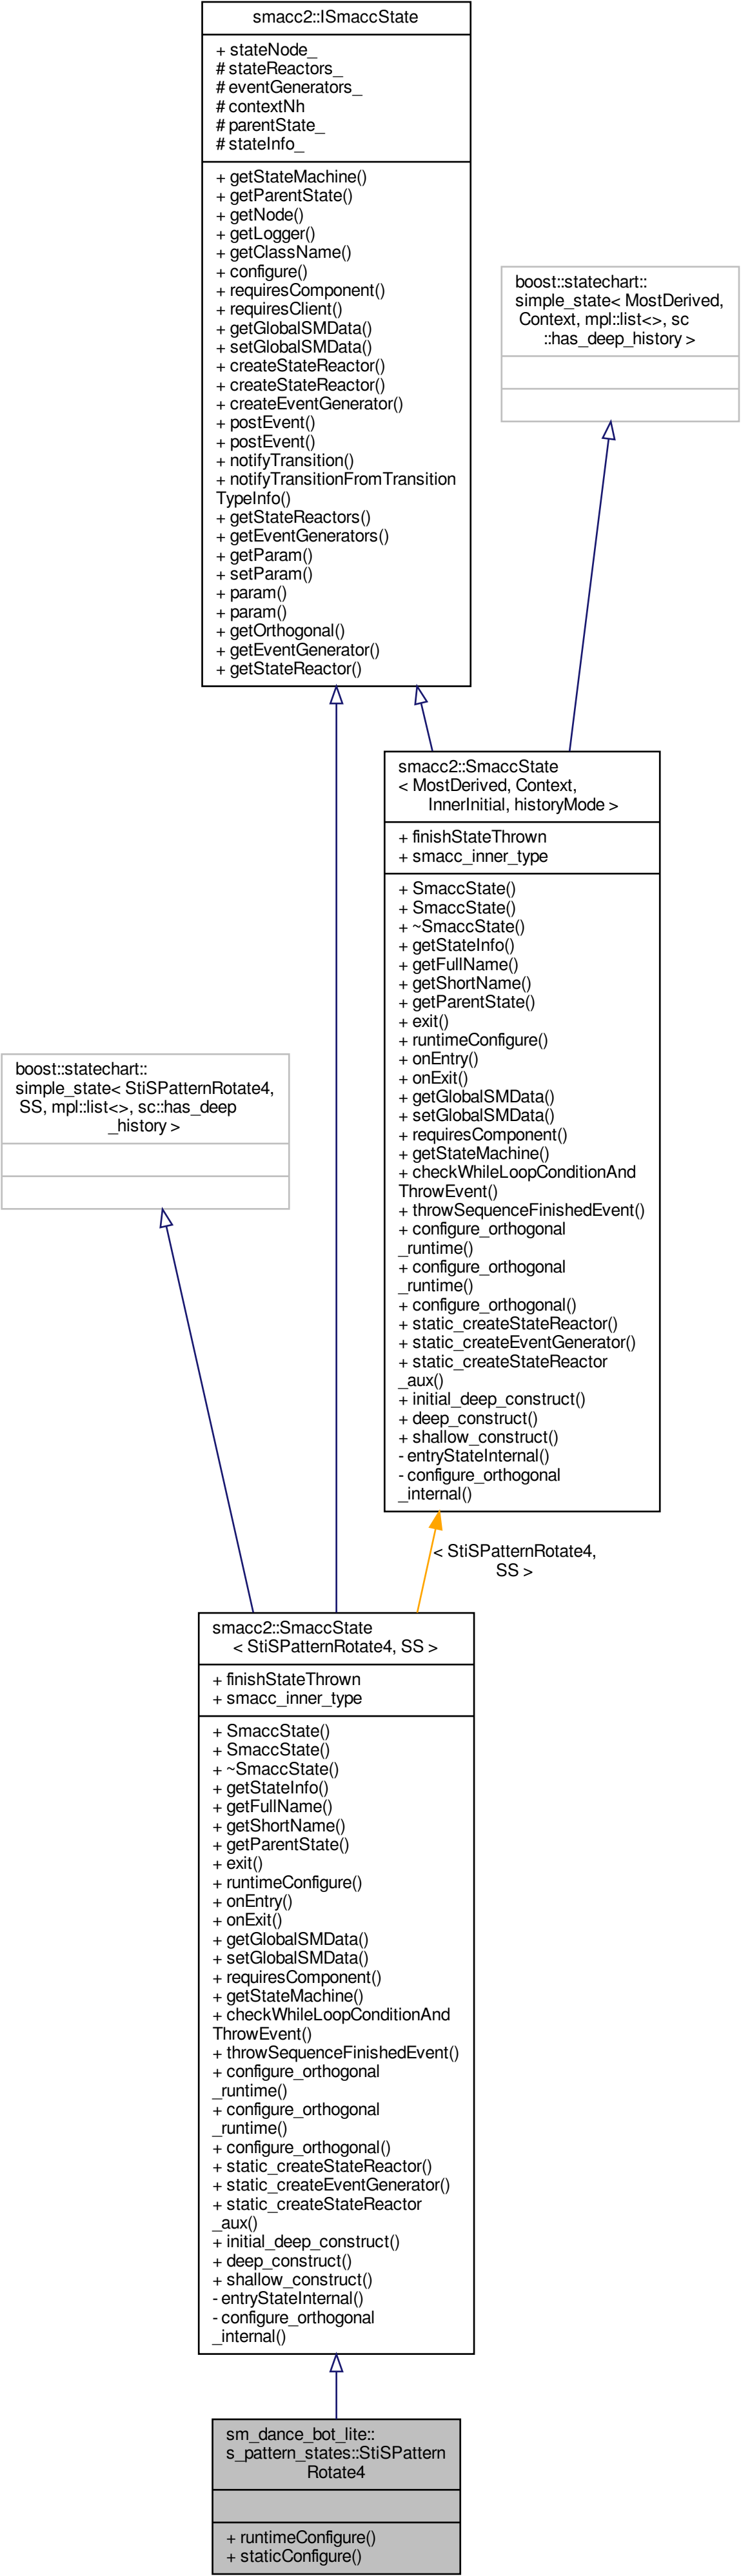 smacc2::ISmaccState
+ stateNode_
# stateReactors_
# eventGenerators_
# contextNh
# parentState_
# stateInfo_
+ getStateMachine()
+ getParentState()
+ getNode()
+ getLogger()
+ getClassName()
+ configure()
+ requiresComponent()
+ requiresClient()
+ getGlobalSMData()
+ setGlobalSMData()
+ createStateReactor()
+ createStateReactor()
+ createEventGenerator()
+ postEvent()
+ postEvent()
+ notifyTransition()
+ notifyTransitionFromTransition
TypeInfo()
+ getStateReactors()
+ getEventGenerators()
+ getParam()
+ setParam()
+ param()
+ param()
+ getOrthogonal()
+ getEventGenerator()
+ getStateReactor()
boost::statechart::
simple_state< MostDerived,
Context, mpl::list<>, sc
::has_deep_history >
smacc2::SmaccState
< MostDerived, Context,
InnerInitial, historyMode >
+ finishStateThrown
+ smacc_inner_type
+ SmaccState()
+ SmaccState()
+ ~SmaccState()
+ getStateInfo()
+ getFullName()
+ getShortName()
+ getParentState()
+ exit()
+ runtimeConfigure()
+ onEntry()
+ onExit()
+ getGlobalSMData()
+ setGlobalSMData()
+ requiresComponent()
+ getStateMachine()
+ checkWhileLoopConditionAnd
ThrowEvent()
+ throwSequenceFinishedEvent()
+ configure_orthogonal
_runtime()
+ configure_orthogonal
_runtime()
+ configure_orthogonal()
+ static_createStateReactor()
+ static_createEventGenerator()
+ static_createStateReactor
_aux()
+ initial_deep_construct()
+ deep_construct()
+ shallow_construct()
- entryStateInternal()
- configure_orthogonal
_internal()
boost::statechart::
simple_state< StiSPatternRotate4,
SS, mpl::list<>, sc::has_deep
_history >
< StiSPatternRotate4,
SS >
smacc2::SmaccState
< StiSPatternRotate4, SS >
+ finishStateThrown
+ smacc_inner_type
+ SmaccState()
+ SmaccState()
+ ~SmaccState()
+ getStateInfo()
+ getFullName()
+ getShortName()
+ getParentState()
+ exit()
+ runtimeConfigure()
+ onEntry()
+ onExit()
+ getGlobalSMData()
+ setGlobalSMData()
+ requiresComponent()
+ getStateMachine()
+ checkWhileLoopConditionAnd
ThrowEvent()
+ throwSequenceFinishedEvent()
+ configure_orthogonal
_runtime()
+ configure_orthogonal
_runtime()
+ configure_orthogonal()
+ static_createStateReactor()
+ static_createEventGenerator()
+ static_createStateReactor
_aux()
+ initial_deep_construct()
+ deep_construct()
+ shallow_construct()
- entryStateInternal()
- configure_orthogonal
_internal()
sm_dance_bot_lite::
s_pattern_states::StiSPattern
Rotate4
+ runtimeConfigure()
+ staticConfigure()